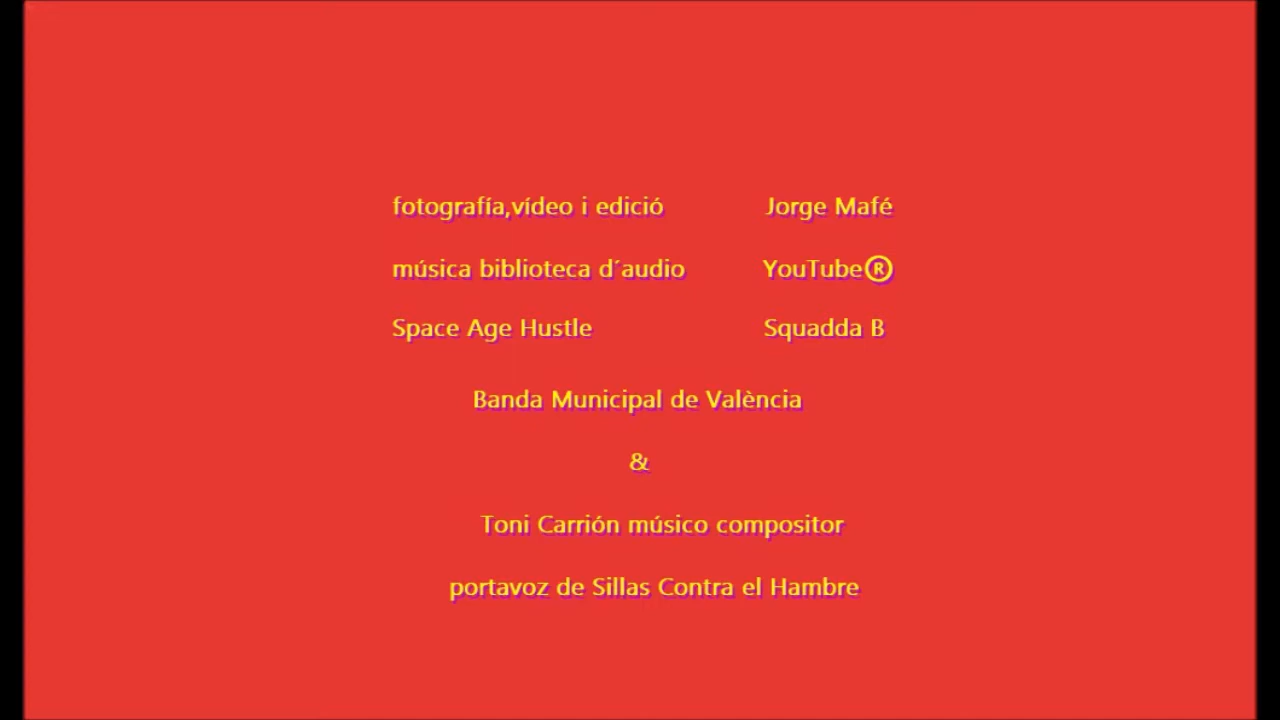 fotografía,vídeo i edició Jorge Mafé
música biblioteca d´audio YouTube®
Space Age Hustle Squadda B
Banda Municipal de València
&
Toni Carrión músico compositor
portavoz de Sillas Contra el Hambre